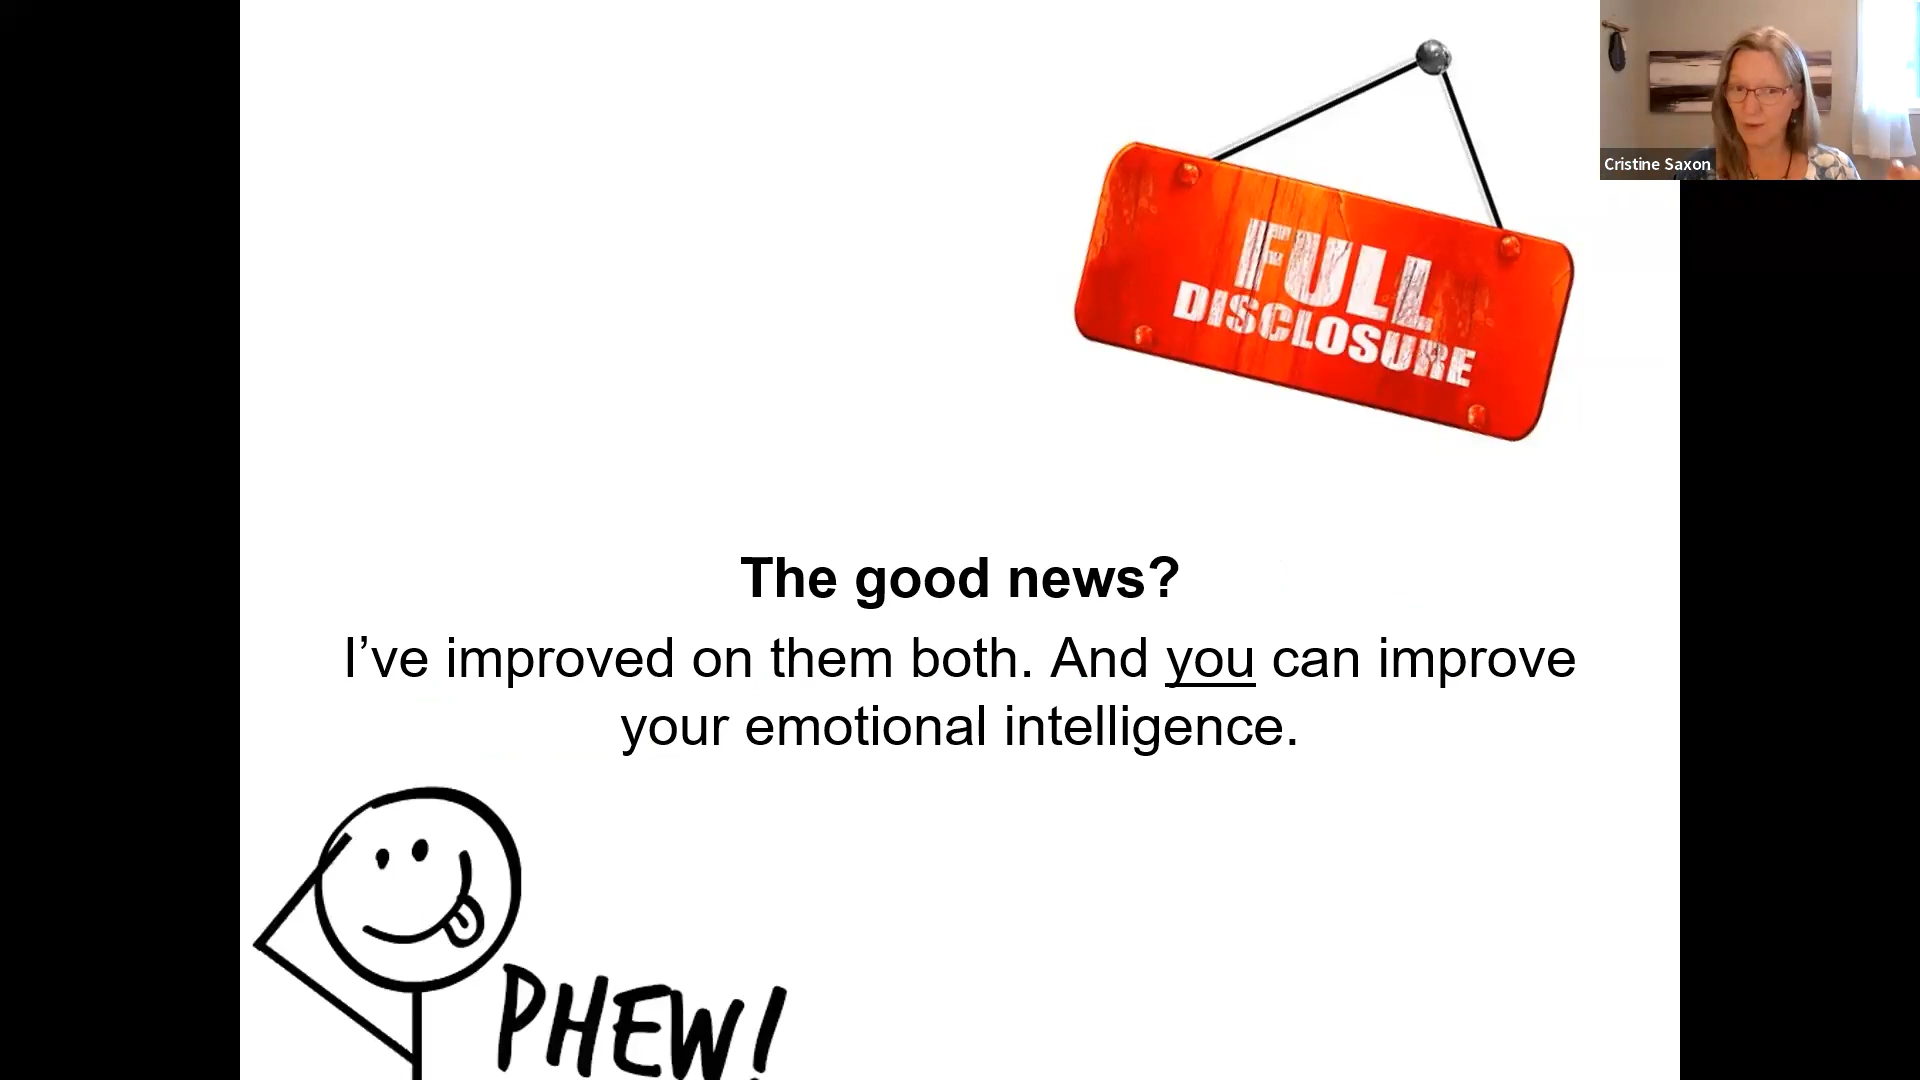 Cristine Saxon
FULL
DISCLOSURE
The good news?
I’ve improved on them both. And you can improve
your emotional intelligence.
PHEW!